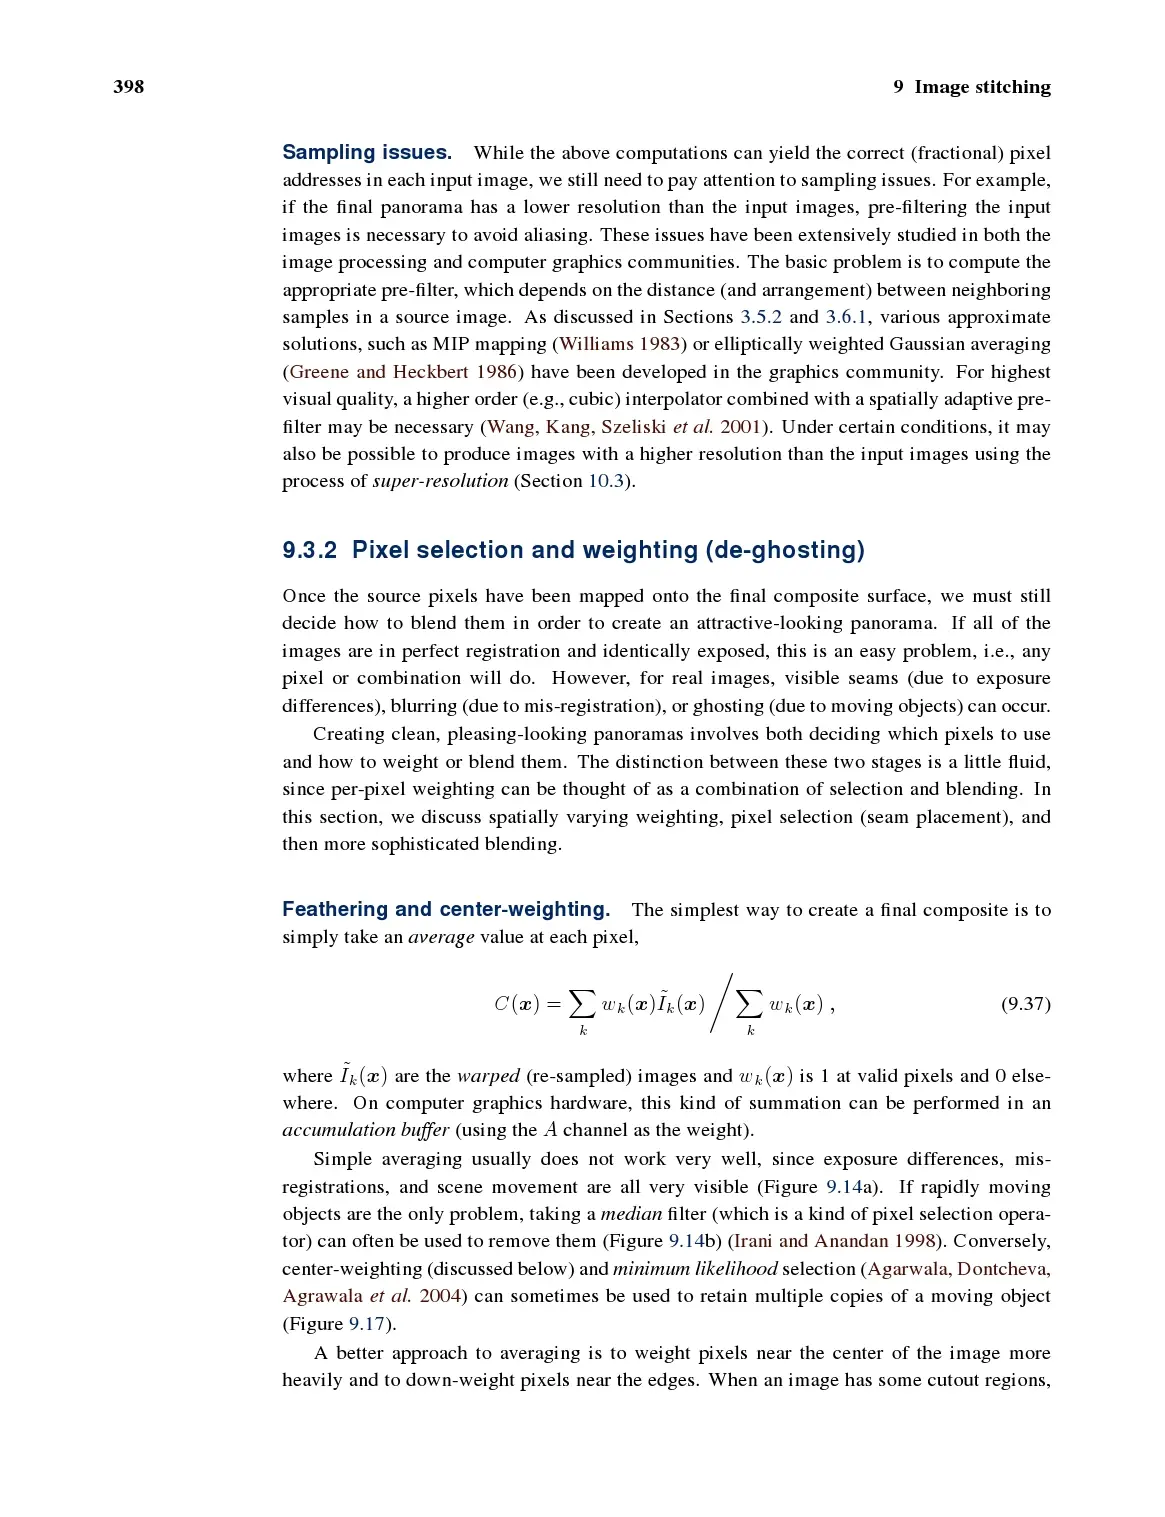 398
9 Image stitching
Sampling issues. While the above computations can yield the correct (fractional) pixel
addresses in each input image, we still need to pay attention to sampling issues. For example,
if the final panorama has a lower resolution than the input images, pre-filtering the input
images is necessary to avoid aliasing. These issues have been extensively studied in both the
image processing and computer graphics communities. The basic problem is to compute the
appropriate pre-filter, which depends on the distance (and arrangement) between neighboring
samples in a source image. As discussed in Sections 3.5.2 and 3.6.1, various approximate
solutions, such as MIP mapping (Williams 1983) or elliptically weighted Gaussian averaging
(Greene and Heckbert 1986) have been developed in the graphics community. For highest
visual quality, a higher order (e.g., cubic) interpolator combined with a spatially adaptive pre-
filter may be necessary (Wang, Kang, Szeliski et al. 2001). Under certain conditions, it may
also be possible to produce images with a higher resolution than the input images using the
process of super-resolution (Section 10.3).
9.3.2 Pixel selection and weighting (de-ghosting)
Once the source pixels have been mapped onto the final composite surface, we must still
decide how to blend them in order to create an attractive-looking panorama. If all of the
images are in perfect registration and identically exposed, this is an easy problem, i.e., any
pixel or combination will do. However, for real images, visible seams (due to exposure
differences), blurring (due to mis-registration), or ghosting (due to moving objects) can occur.
Creating clean, pleasing-looking panoramas involves both deciding which pixels to use
and how to weight or blend them. The distinction between these two stages is a little fluid,
since per-pixel weighting can be thought of as a combination of selection and blending. In
this section, we discuss spatially varying weighting, pixel selection (seam placement), and
then more sophisticated blending.
Feathering and center-weighting. The simplest way to create a final composite is to
simply take an average value at each pixel,
C(x) = ∑_k w_k(x)Ĩ_k(x) / ∑_k w_k(x) , (9.37)
where Ĩ_k(x) are the warped (re-sampled) images and w_k(x) is 1 at valid pixels and 0 else-
where. On computer graphics hardware, this kind of summation can be performed in an
accumulation buffer (using the A channel as the weight).
Simple averaging usually does not work very well, since exposure differences, mis-
registrations, and scene movement are all very visible (Figure 9.14a). If rapidly moving
objects are the only problem, taking a median filter (which is a kind of pixel selection opera-
tor) can often be used to remove them (Figure 9.14b) (Irani and Anandan 1998). Conversely,
center-weighting (discussed below) and minimum likelihood selection (Agarwala, Dontcheva,
Agrawala et al. 2004) can sometimes be used to retain multiple copies of a moving object
(Figure 9.17).
A better approach to averaging is to weight pixels near the center of the image more
heavily and to down-weight pixels near the edges. When an image has some cutout regions,